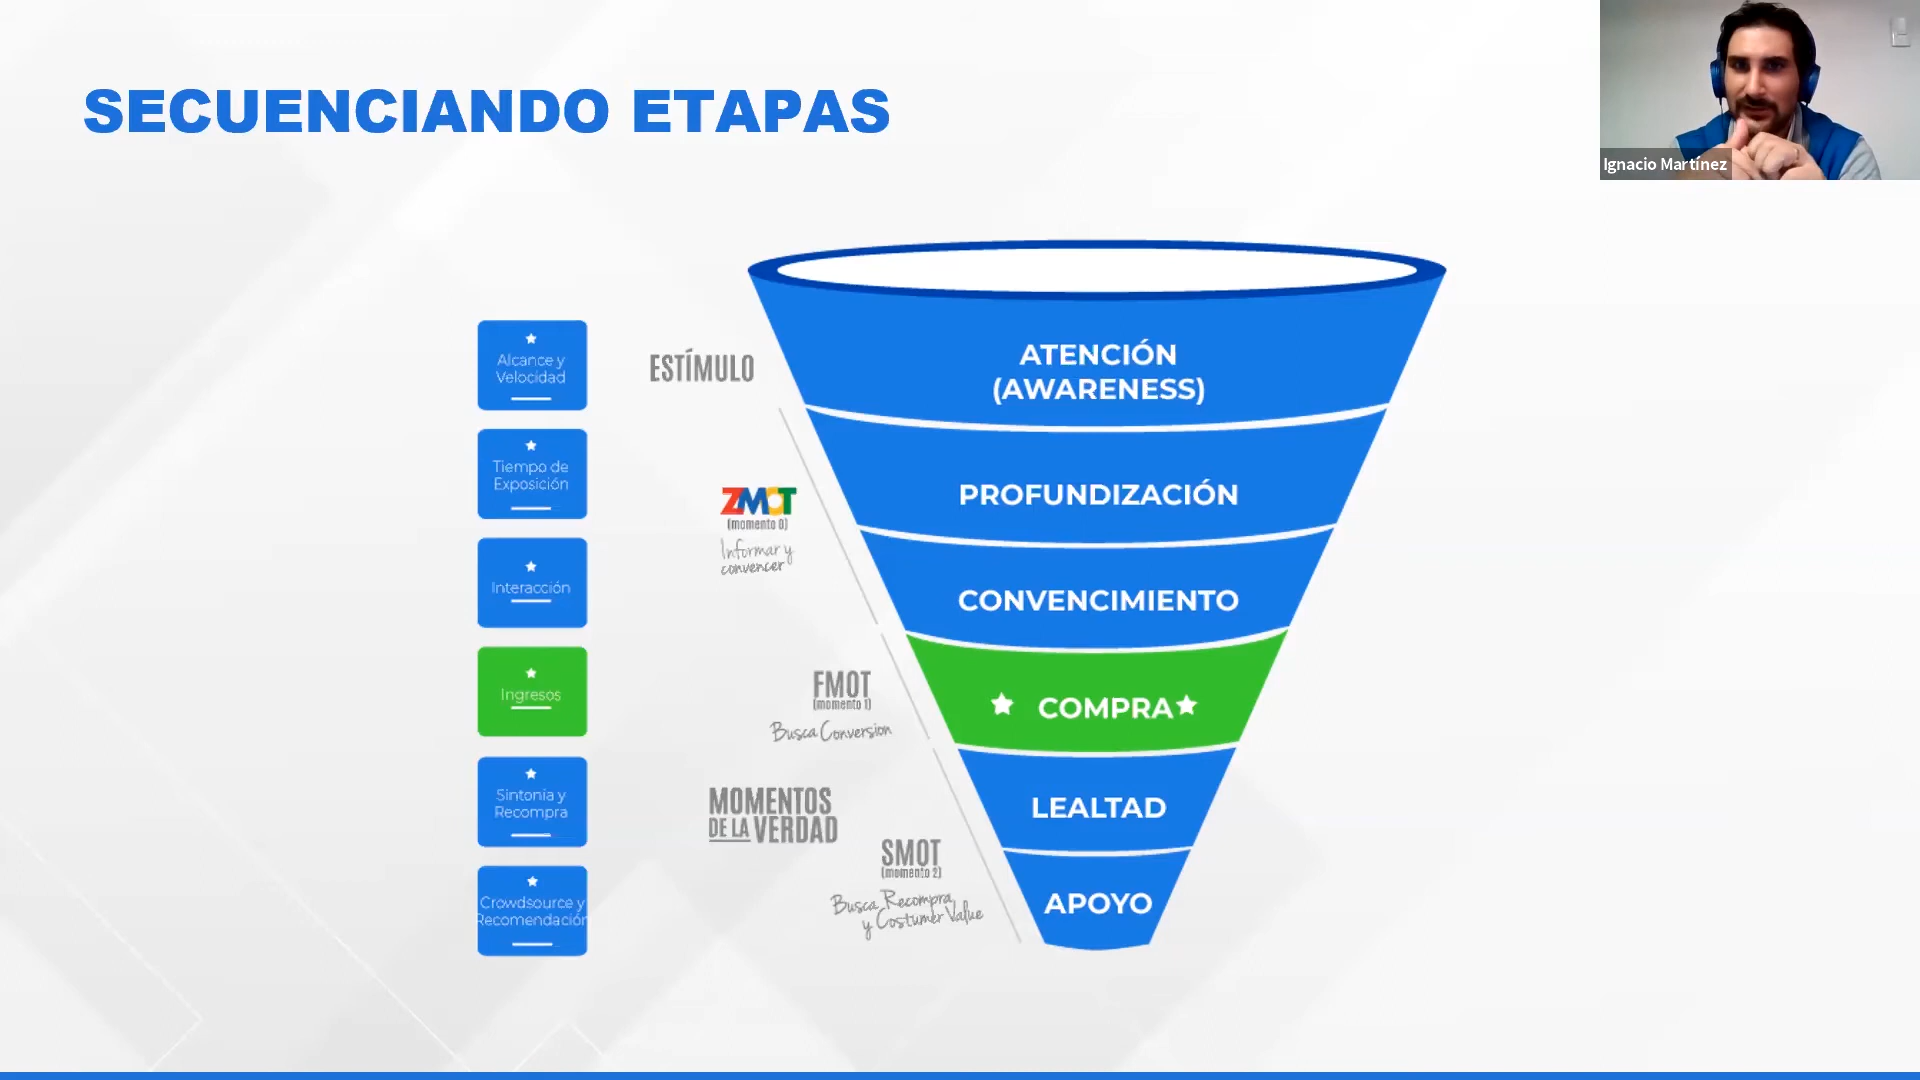 SECUENCIANDO ETAPAS
Ignacio Martínez
Alcance y
Velocidad
ESTÍMULO
ATENCIÓN
(AWARENESS)
Tiempo de
Exposición
ZMOT
(momento 0)
Informar y
convencer
PROFUNDIZACIÓN
Interacción
CONVENCIMIENTO
Ingresos
FMOT
(momento 1)
Busca Conversion
COMPRA
Sintonía y
Recompra
MOMENTOS
DE LA VERDAD
LEALTAD
SMOT
(momento 2)
Busca Recompra
y Costumer Value
Crowdsource y
Recomendación
APOYO